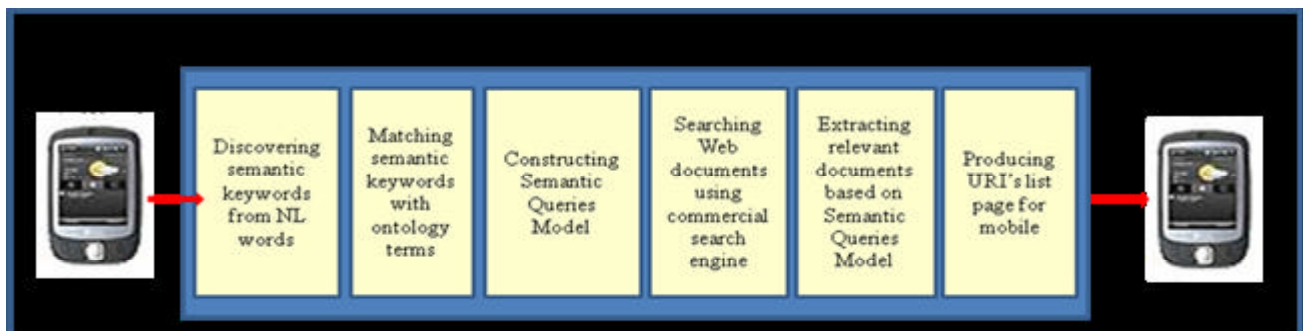 Discovering
semantic
keywords
from NL
words
Matching
semantic
keywords
with
ontology
terms
Constructing
Semantic
Queries
Model
Searching
Web
documents
using
commercial
search
engine
Extracting
relevant
documents
based on
Semantic
Queries
Model
Producing
URI's list
page for
mobile